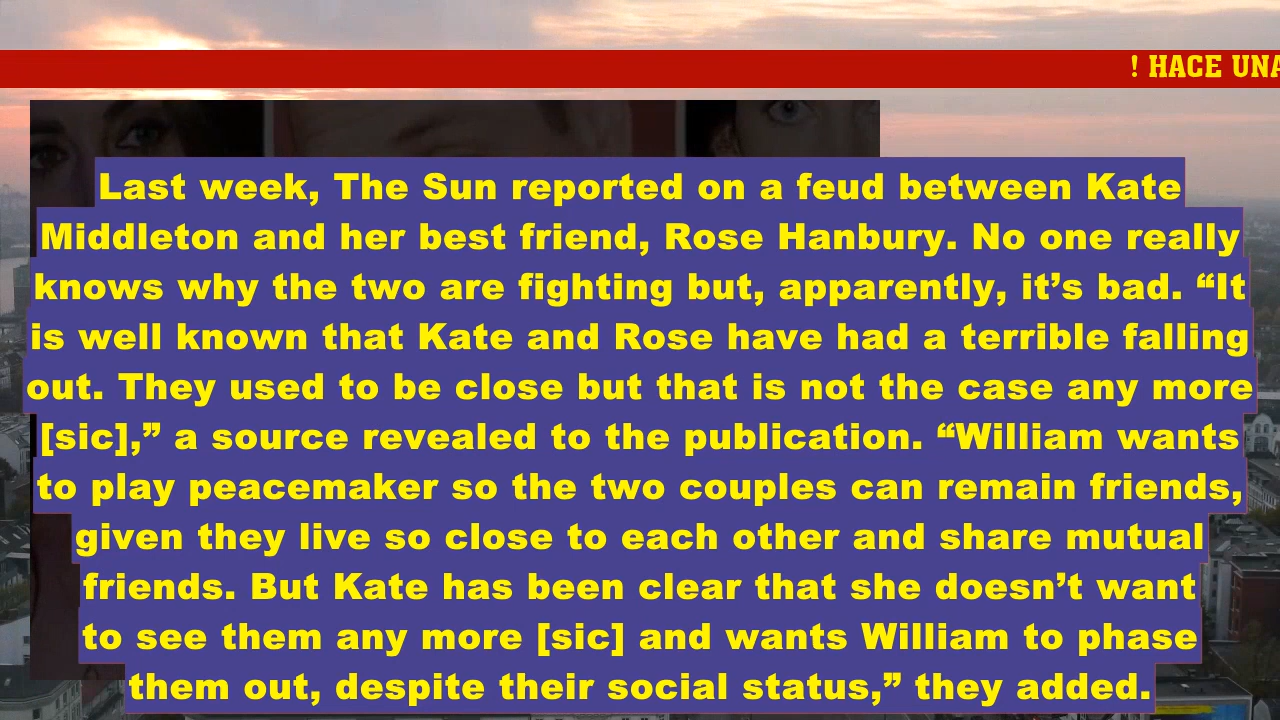 ! HACE UNA
Last week, The Sun reported on a feud between Kate
Middleton and her best friend, Rose Hanbury. No one really
knows why the two are fighting but, apparently, it’s bad. “It
is well known that Kate and Rose have had a terrible falling
out. They used to be close but that is not the case any more
[sic],” a source revealed to the publication. “William wants
to play peacemaker so the two couples can remain friends,
given they live so close to each other and share mutual
friends. But Kate has been clear that she doesn’t want
to see them any more [sic] and wants William to phase
them out, despite their social status,” they added.